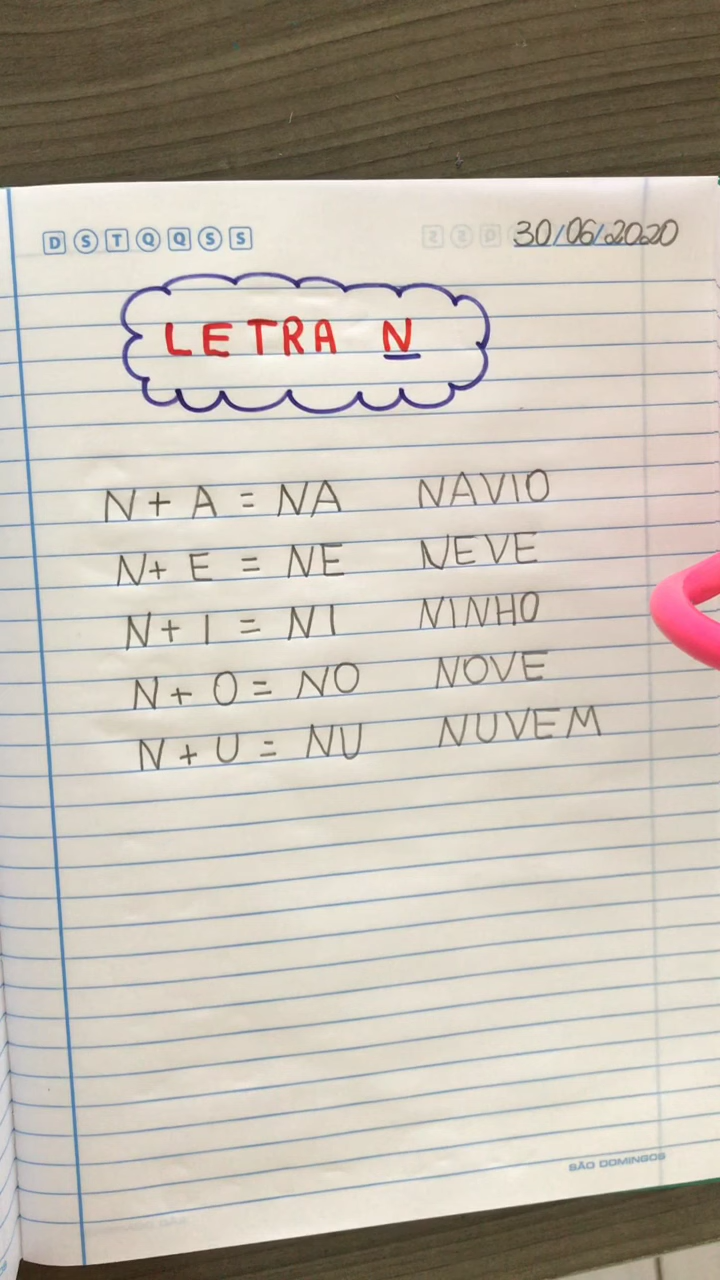 D S T Q Q S S
30/06/2020
LETRA N
N + A = NA NAVIO
N + E = NE NEVE
N + I = NI NINHO
N + O = NO NOVE
N + U = NU NUVEM
SÃO DOMINGOS